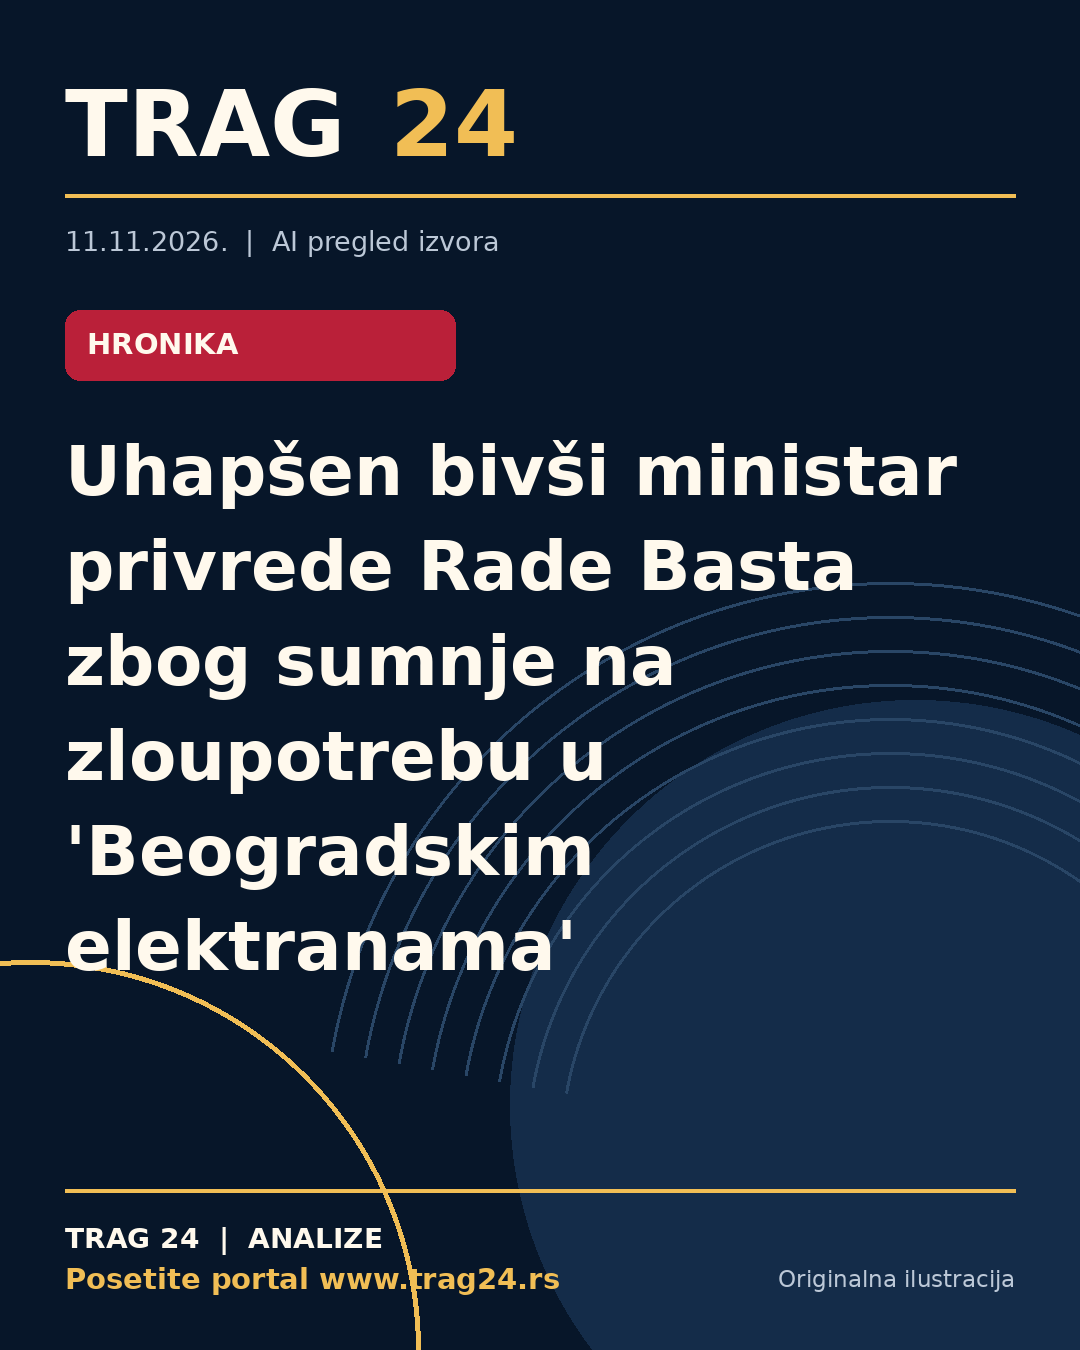 TRAG 24
11.11.2026. | AI pregled izvora
HRONIKA
Uhapšen bivši ministar
privrede Rade Basta
zbog sumnje na
zloupotrebu u
'Beogradskim
elektranama'
TRAG 24 | ANALIZE
Posetite portal www.trag24.rs
Originalna ilustracija